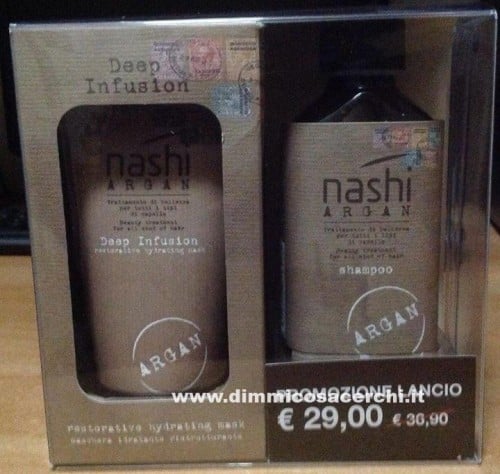 Deep
Infusion
nashi
ARGAN
Trattamento di bellezza
per tutti i tipi
di capello
Beauty treatment
for all kind of hair
Deep Infusion
restorative hydrating mask
ARGAN
restorative hydrating mask
Maschera idratante ristrutturante
nashi
ARGAN
Trattamento di bellezza
per tutti i tipi
di capello
Beauty treatment
for all kind of hair
shampoo
ARGAN
PROMOZIONE LANCIO
€ 29,00 € 36,90
www.dimmicosacerchi.it